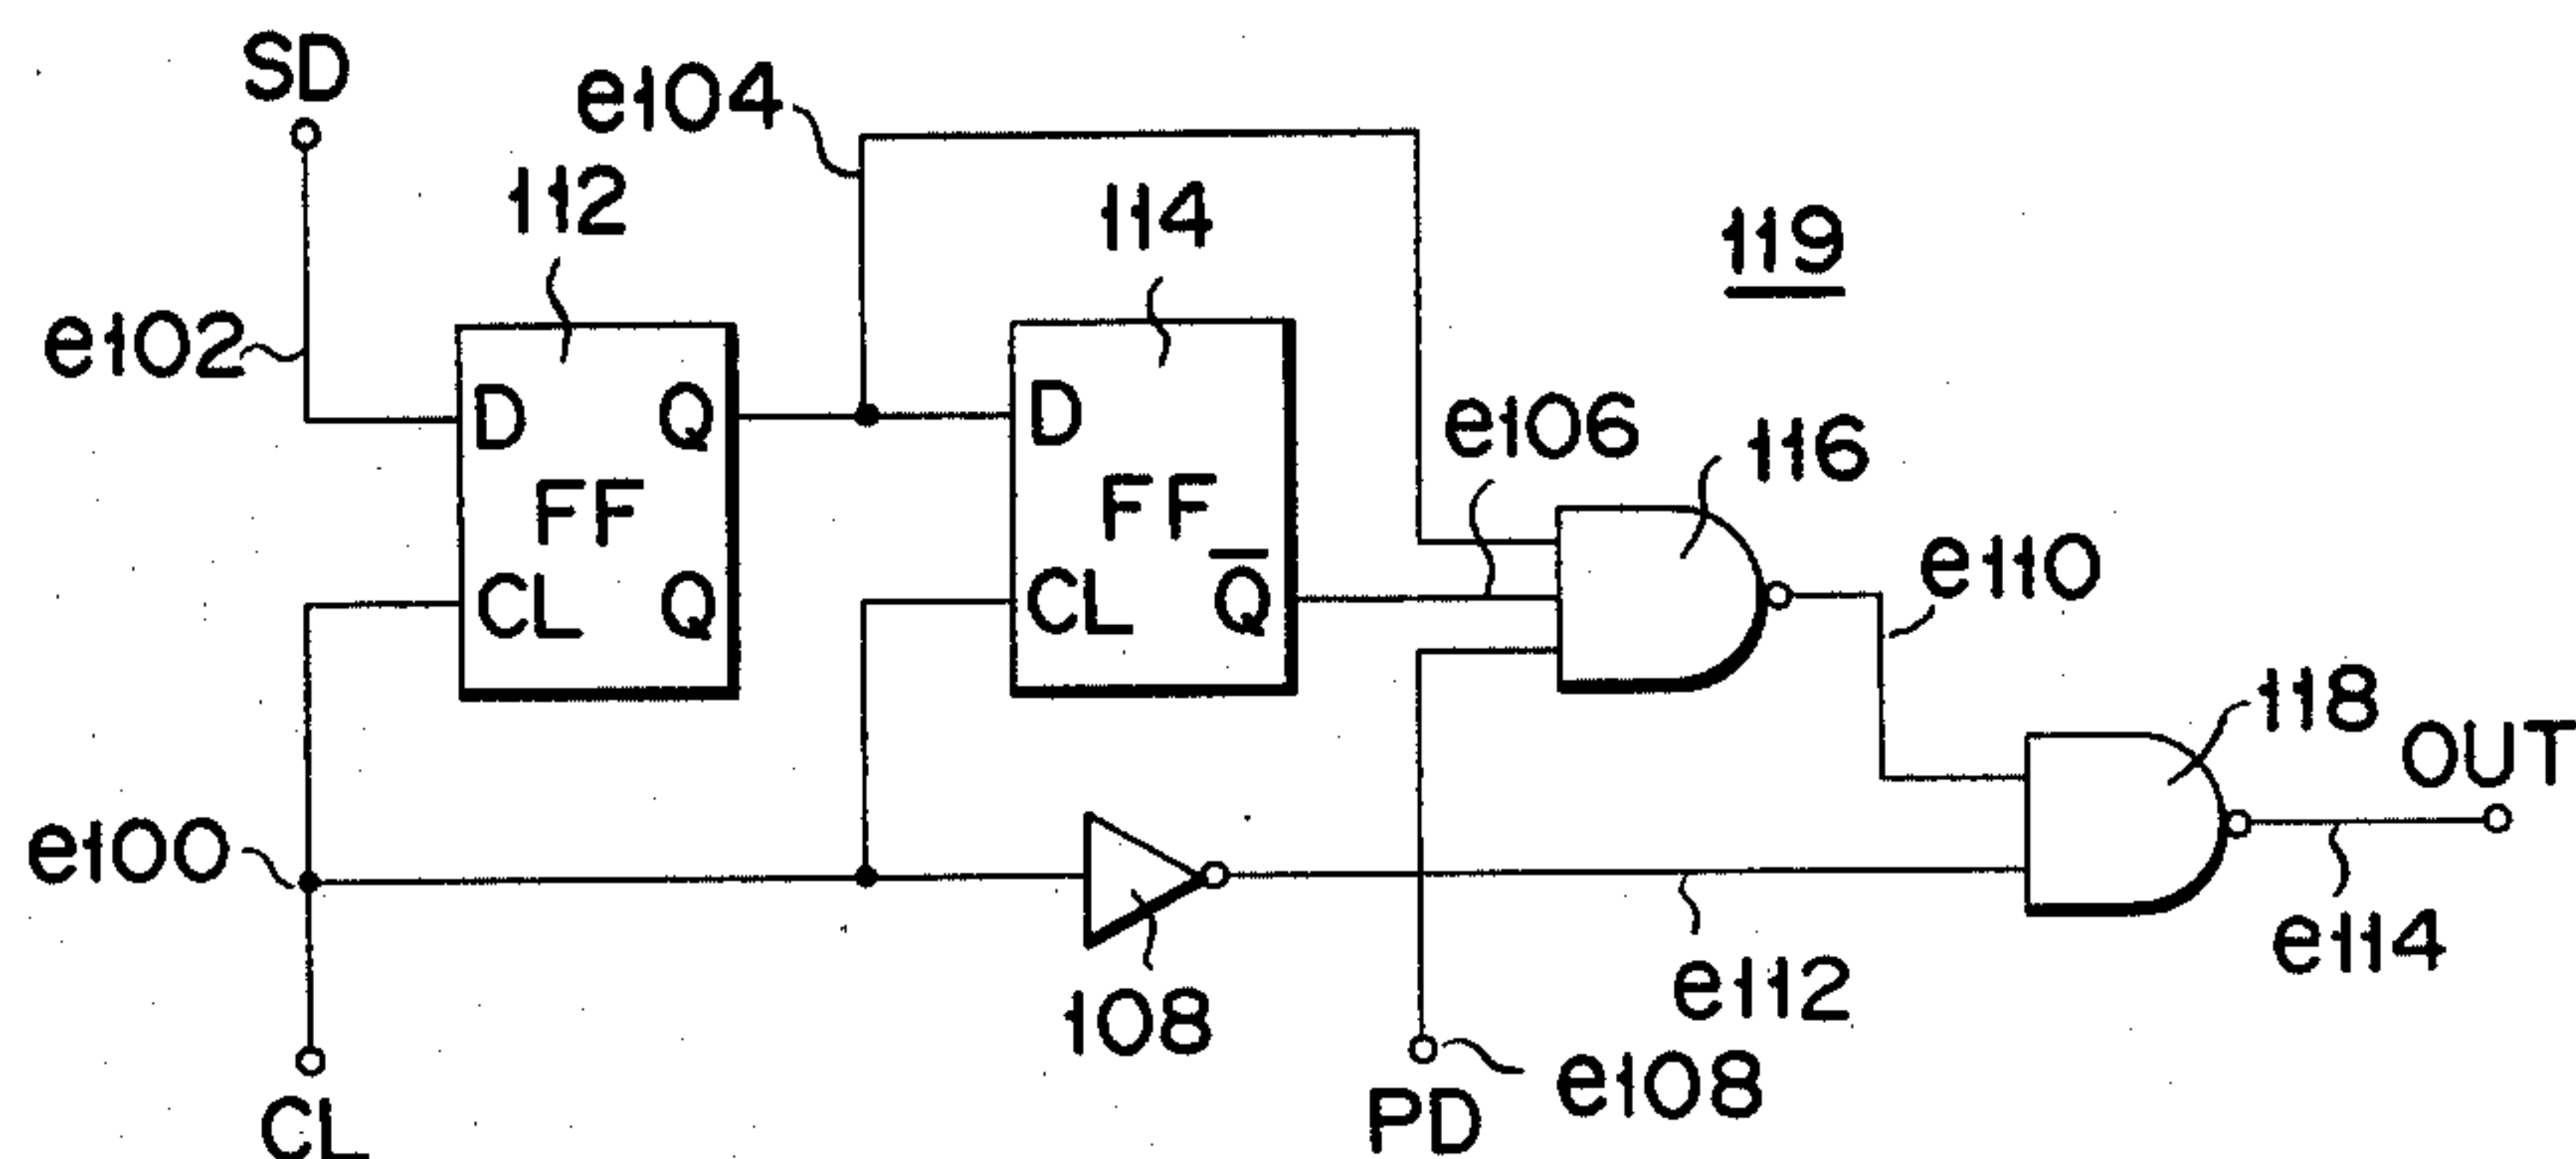 SD
e104
112
114
119
e102
D
Q
FF
CL
Q
D
FF
CL
Q̅
e106
116
e110
118
OUT
e100
108
e112
e114
CL
PD
e108